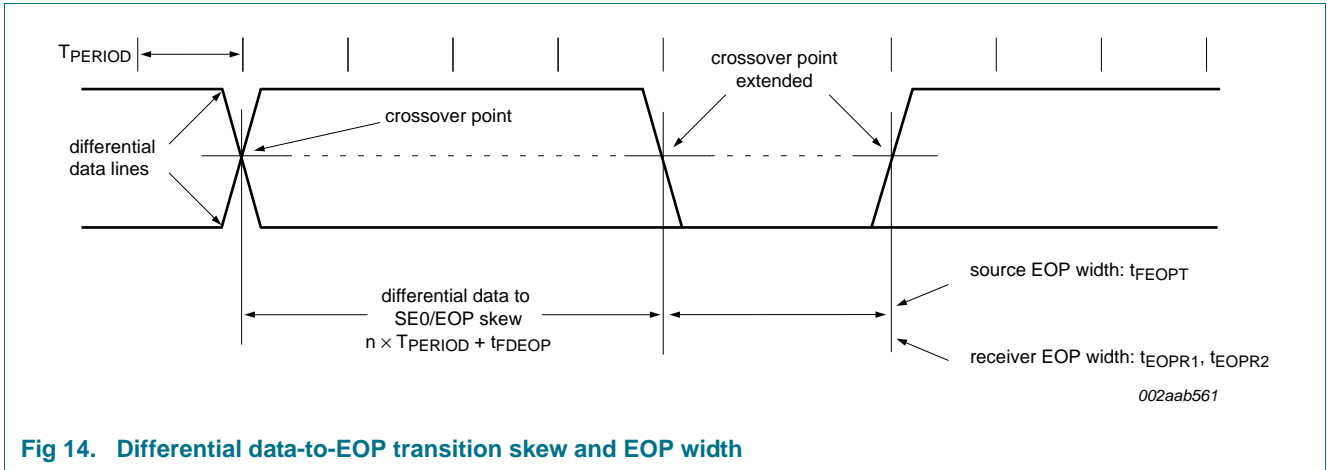 TPERIOD
crossover point
extended
crossover point
differential
data lines
differential data to
SE0/EOP skew
n × TPERIOD + tFDEOP
source EOP width: tFEOPT
receiver EOP width: tEOPR1, tEOPR2
002aab561
Fig 14. Differential data-to-EOP transition skew and EOP width